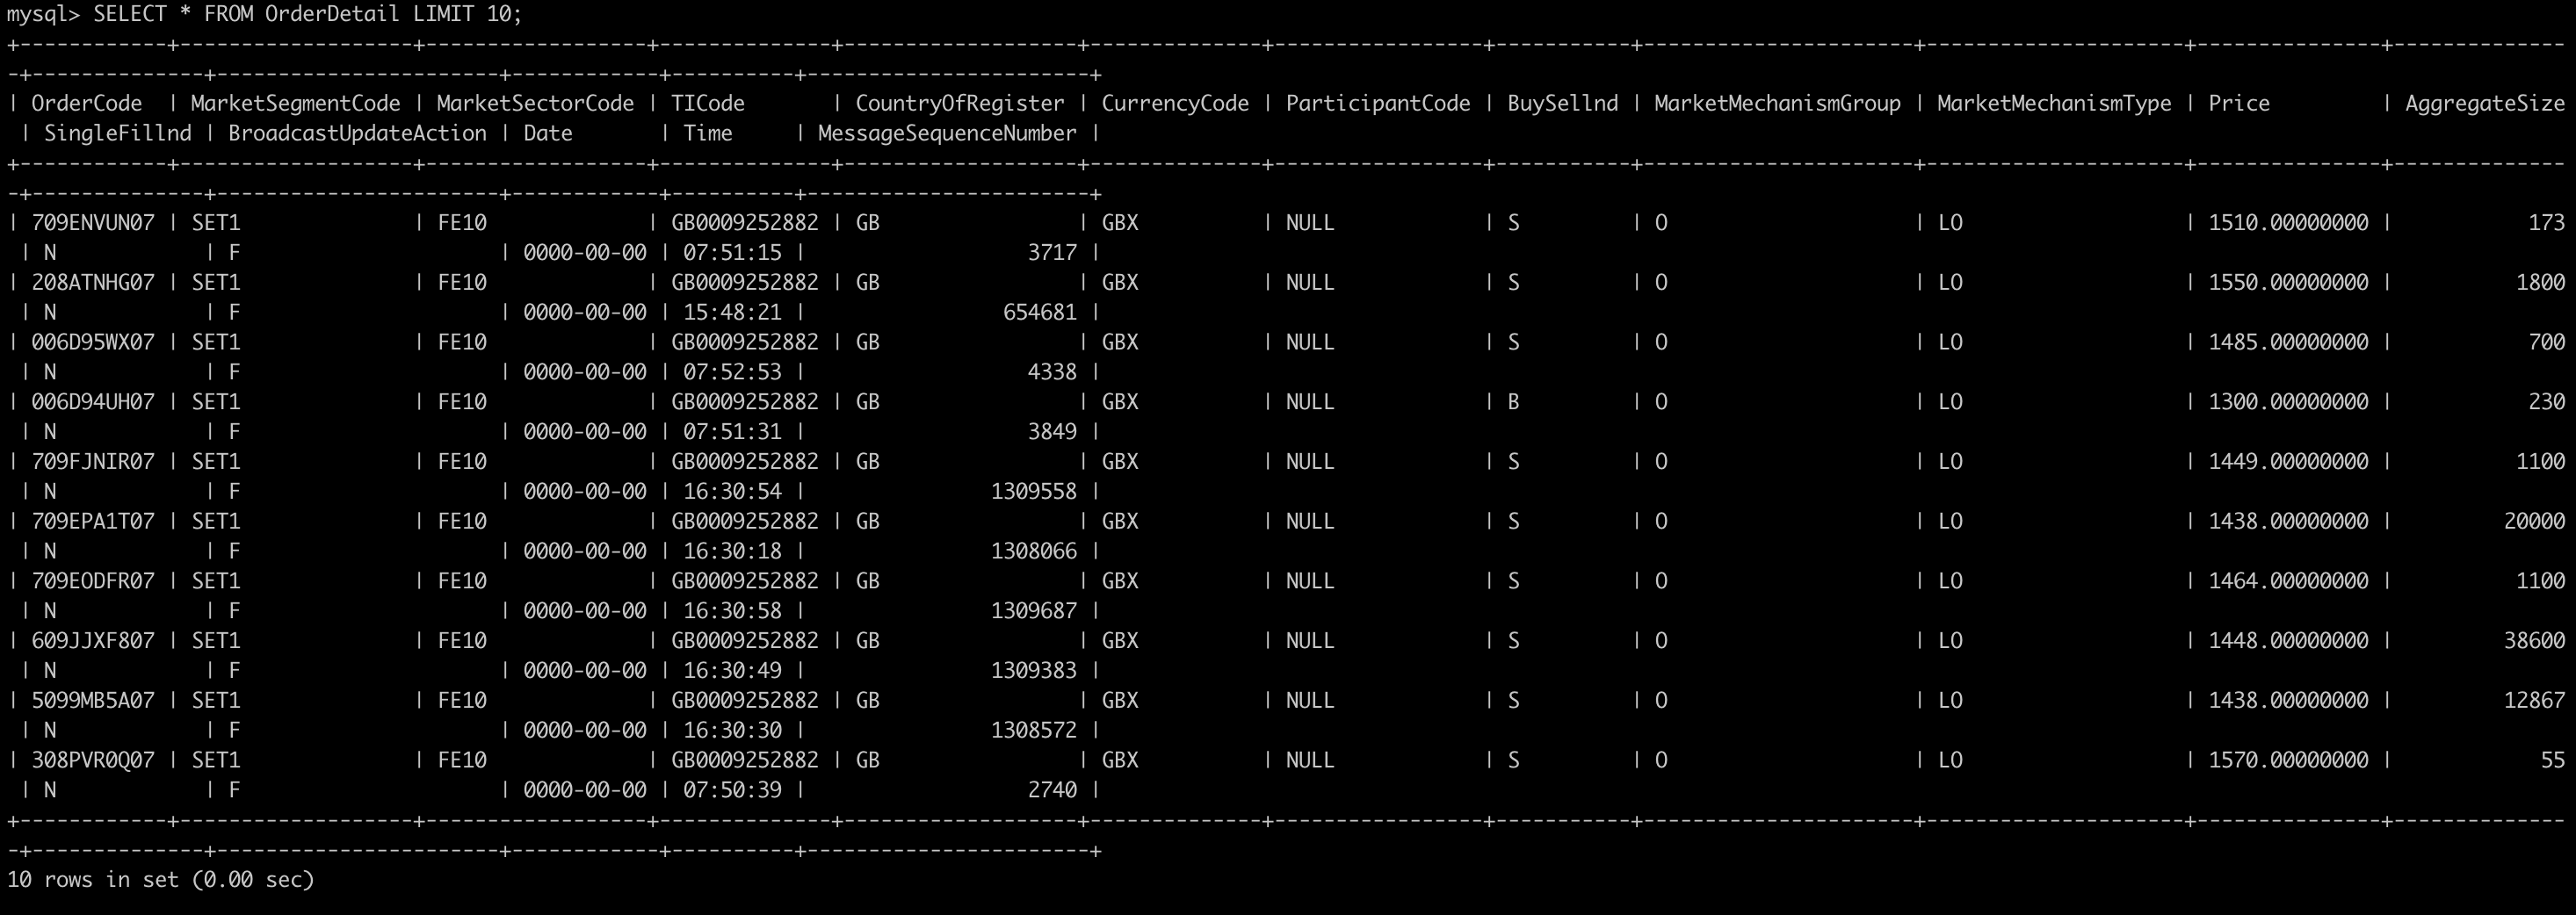 mysql> SELECT * FROM OrderDetail LIMIT 10;
+------------+-------------------+------------------+--------------+-------------------+--------------+-----------------+-----------+----------------------+---------------------+---------------+--------------
-+--------------+-----------------------+------------+----------+-----------------------+
| OrderCode | MarketSegmentCode | MarketSectorCode | TICode | CountryOfRegister | CurrencyCode | ParticipantCode | BuySellnd | MarketMechanismGroup | MarketMechanismType | Price | AggregateSize
| SingleFillnd | BroadcastUpdateAction | Date | Time | MessageSequenceNumber |
+------------+-------------------+------------------+--------------+-------------------+--------------+-----------------+-----------+----------------------+---------------------+---------------+--------------
-+--------------+-----------------------+------------+----------+-----------------------+
| 709ENVUN07 | SET1 | FE10 | GB0009252882 | GB | GBX | NULL | S | O | LO | 1510.00000000 | 173
| N | F | 0000-00-00 | 07:51:15 | 3717 |
| 208ATNHG07 | SET1 | FE10 | GB0009252882 | GB | GBX | NULL | S | O | LO | 1550.00000000 | 1800
| N | F | 0000-00-00 | 15:48:21 | 654681 |
| 006D95WX07 | SET1 | FE10 | GB0009252882 | GB | GBX | NULL | S | O | LO | 1485.00000000 | 700
| N | F | 0000-00-00 | 07:52:53 | 4338 |
| 006D94UH07 | SET1 | FE10 | GB0009252882 | GB | GBX | NULL | B | O | LO | 1300.00000000 | 230
| N | F | 0000-00-00 | 07:51:31 | 3849 |
| 709FJNIR07 | SET1 | FE10 | GB0009252882 | GB | GBX | NULL | S | O | LO | 1449.00000000 | 1100
| N | F | 0000-00-00 | 16:30:54 | 1309558 |
| 709EPA1T07 | SET1 | FE10 | GB0009252882 | GB | GBX | NULL | S | O | LO | 1438.00000000 | 20000
| N | F | 0000-00-00 | 16:30:18 | 1308066 |
| 709EODFR07 | SET1 | FE10 | GB0009252882 | GB | GBX | NULL | S | O | LO | 1464.00000000 | 1100
| N | F | 0000-00-00 | 16:30:58 | 1309687 |
| 609JJXF807 | SET1 | FE10 | GB0009252882 | GB | GBX | NULL | S | O | LO | 1448.00000000 | 38600
| N | F | 0000-00-00 | 16:30:49 | 1309383 |
| 5099MB5A07 | SET1 | FE10 | GB0009252882 | GB | GBX | NULL | S | O | LO | 1438.00000000 | 12867
| N | F | 0000-00-00 | 16:30:30 | 1308572 |
| 308PVR0Q07 | SET1 | FE10 | GB0009252882 | GB | GBX | NULL | S | O | LO | 1570.00000000 | 55
| N | F | 0000-00-00 | 07:50:39 | 2740 |
+------------+-------------------+------------------+--------------+-------------------+--------------+-----------------+-----------+----------------------+---------------------+---------------+--------------
-+--------------+-----------------------+------------+----------+-----------------------+
10 rows in set (0.00 sec)